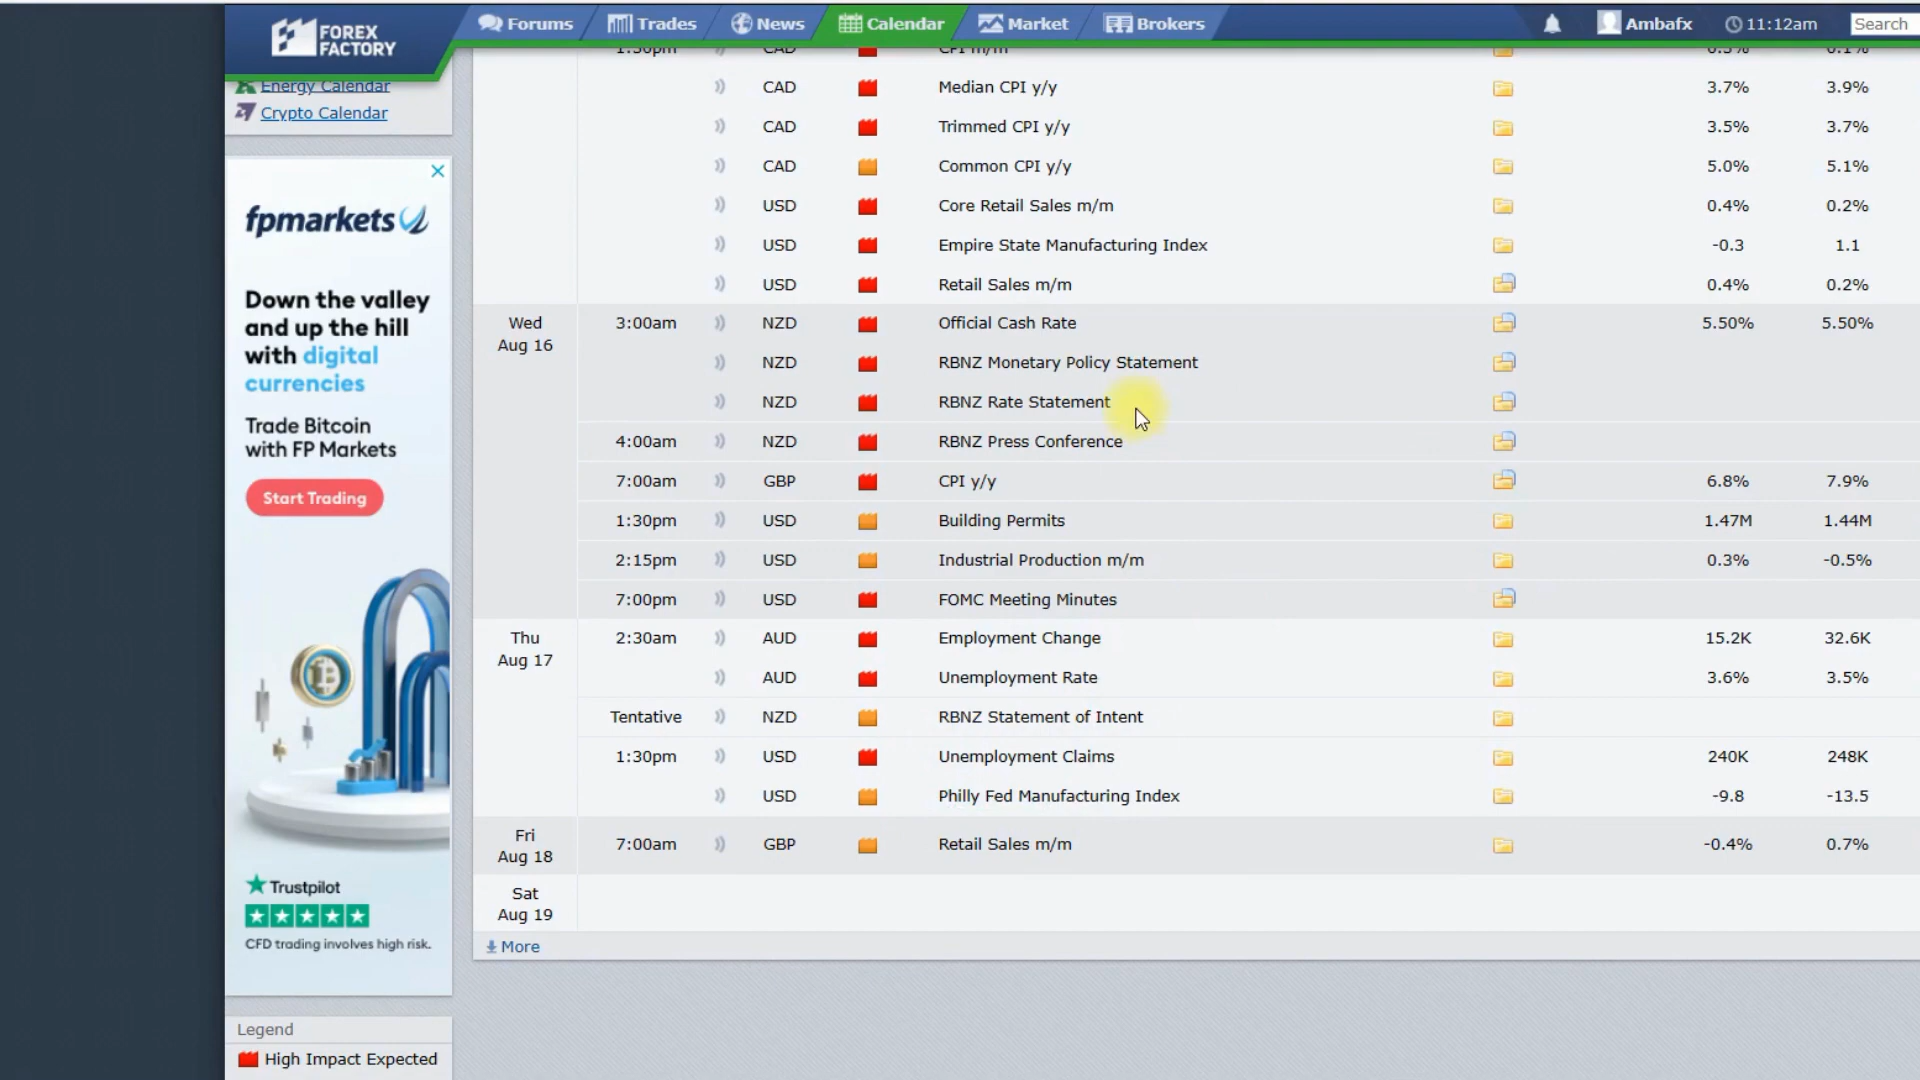 FOREX
FACTORY
Forums
Trades
News
Calendar
Market
Brokers
Ambafx
11:12am
Search
Energy Calendar
Crypto Calendar
fpmarkets
Down the valley
and up the hill
with digital
currencies
Trade Bitcoin
with FP Markets
Start Trading
Trustpilot
CFD trading involves high risk.
Legend
High Impact Expected
1:30pm CAD CPI m/m 0.3% 0.1%
CAD Median CPI y/y 3.7% 3.9%
CAD Trimmed CPI y/y 3.5% 3.7%
CAD Common CPI y/y 5.0% 5.1%
USD Core Retail Sales m/m 0.4% 0.2%
USD Empire State Manufacturing Index -0.3 1.1
USD Retail Sales m/m 0.4% 0.2%
Wed 3:00am NZD Official Cash Rate 5.50% 5.50%
Aug 16
NZD RBNZ Monetary Policy Statement
NZD RBNZ Rate Statement
4:00am NZD RBNZ Press Conference
7:00am GBP CPI y/y 6.8% 7.9%
1:30pm USD Building Permits 1.47M 1.44M
2:15pm USD Industrial Production m/m 0.3% -0.5%
7:00pm USD FOMC Meeting Minutes
Thu 2:30am AUD Employment Change 15.2K 32.6K
Aug 17
AUD Unemployment Rate 3.6% 3.5%
Tentative NZD RBNZ Statement of Intent
1:30pm USD Unemployment Claims 240K 248K
USD Philly Fed Manufacturing Index -9.8 -13.5
Fri
Aug 18
7:00am GBP Retail Sales m/m -0.4% 0.7%
Sat
Aug 19
More